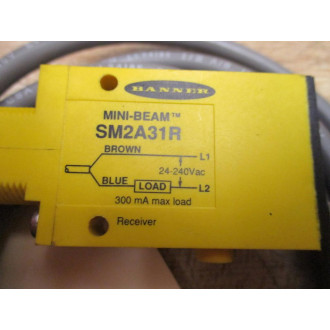 BANNER
MINI-BEAM™
SM2A31R
BROWN
L1
24-240Vac
BLUE LOAD L2
300 mA max load
Receiver